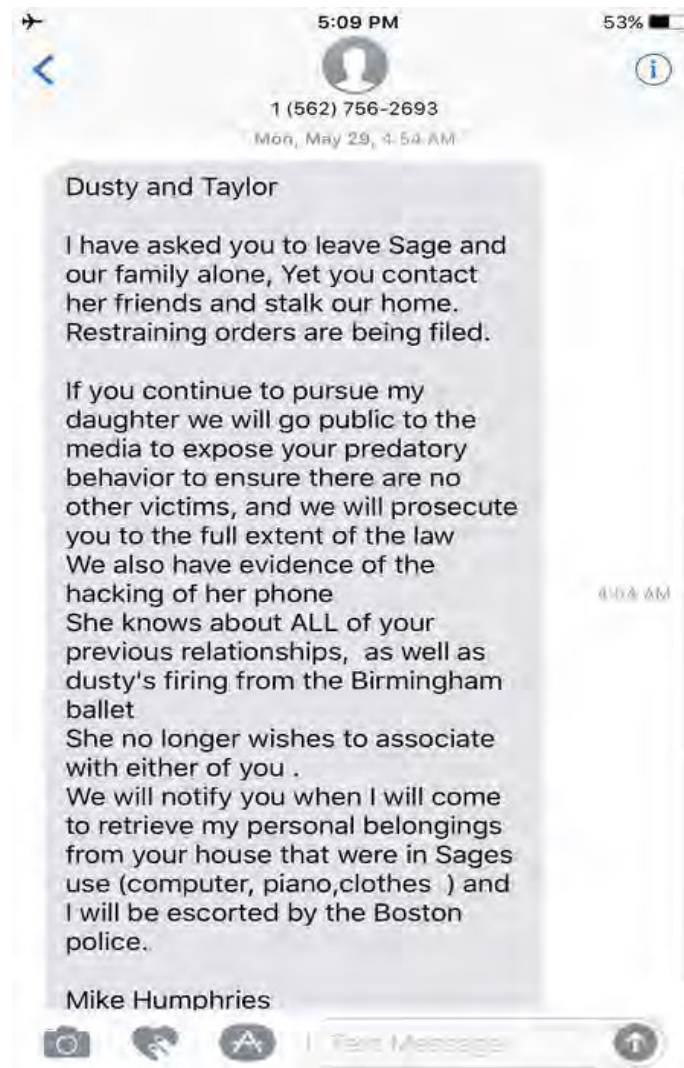 5:09 PM
53%
1 (562) 756-2693
Mon, May 29, 4:54 AM
Dusty and Taylor
I have asked you to leave Sage and
our family alone, Yet you contact
her friends and stalk our home.
Restraining orders are being filed.
If you continue to pursue my
daughter we will go public to the
media to expose your predatory
behavior to ensure there are no
other victims, and we will prosecute
you to the full extent of the law
We also have evidence of the
hacking of her phone
4:54 AM
She knows about ALL of your
previous relationships,  as well as
dusty's firing from the Birmingham
ballet
She no longer wishes to associate
with either of you .
We will notify you when I will come
to retrieve my personal belongings
from your house that were in Sages
use (computer, piano,clothes  ) and
I will be escorted by the Boston
police.
Mike Humphries
Text Message